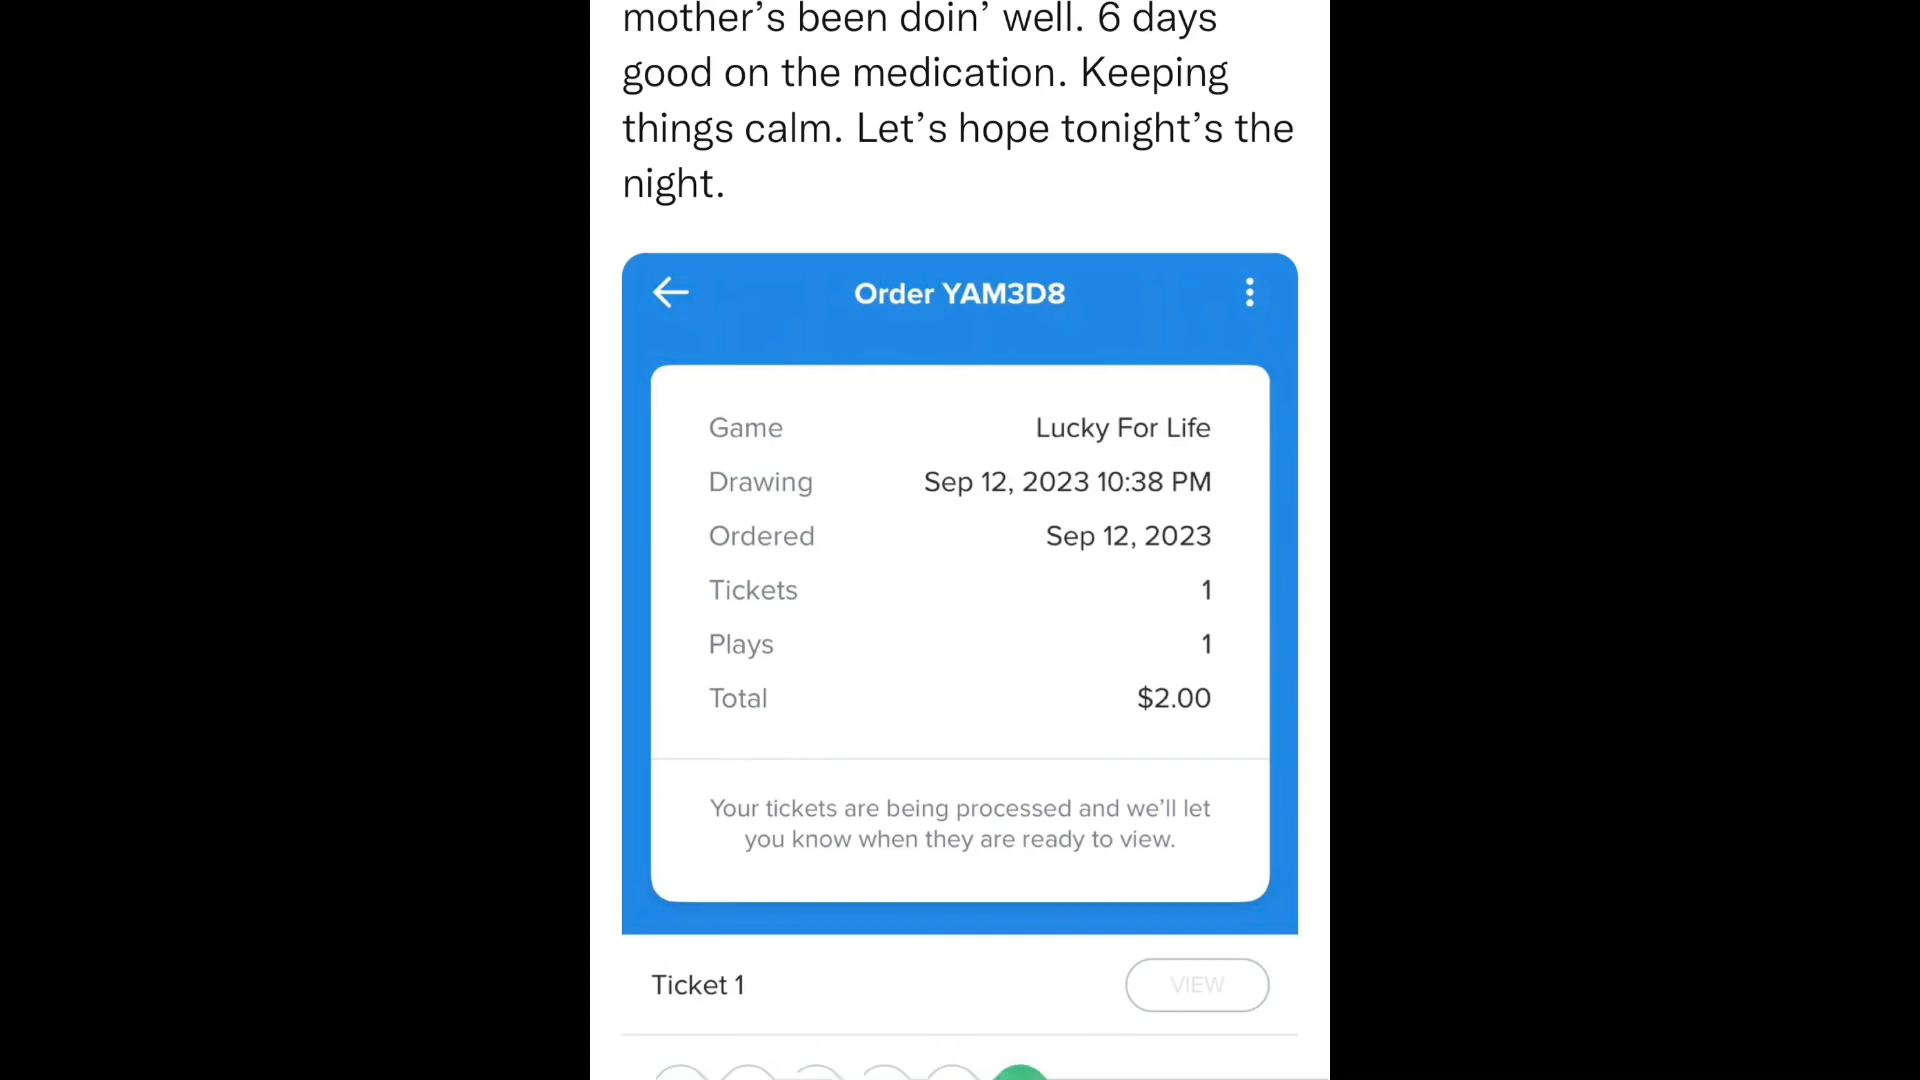 mother’s been doin’ well. 6 days
good on the medication. Keeping
things calm. Let’s hope tonight’s the
night.
Order YAM3D8
Game Lucky For Life
Drawing Sep 12, 2023 10:38 PM
Ordered Sep 12, 2023
Tickets 1
Plays 1
Total $2.00
Your tickets are being processed and we’ll let
you know when they are ready to view.
Ticket 1 VIEW